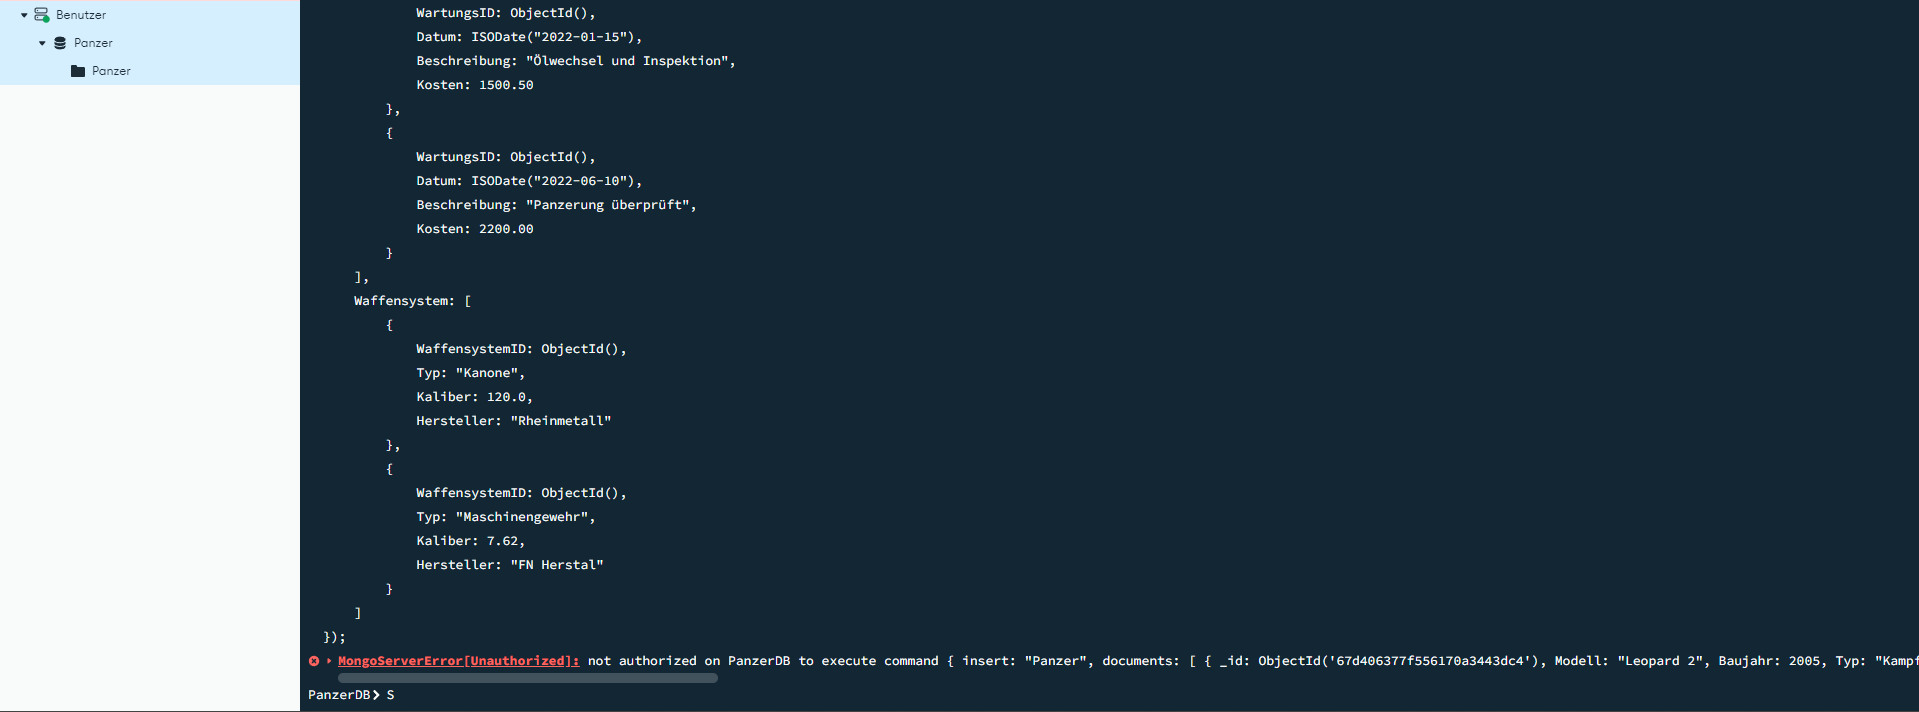 Benutzer
Panzer
Panzer
WartungsID: ObjectId(),
Datum: ISODate("2022-01-15"),
Beschreibung: "Ölwechsel und Inspektion",
Kosten: 1500.50
},
{
WartungsID: ObjectId(),
Datum: ISODate("2022-06-10"),
Beschreibung: "Panzerung überprüft",
Kosten: 2200.00
}
],
Waffensystem: [
{
WaffensystemID: ObjectId(),
Typ: "Kanone",
Kaliber: 120.0,
Hersteller: "Rheinmetall"
},
{
WaffensystemID: ObjectId(),
Typ: "Maschinengewehr",
Kaliber: 7.62,
Hersteller: "FN Herstal"
}
]
});
MongoServerError[Unauthorized]: not authorized on PanzerDB to execute command { insert: "Panzer", documents: [ { _id: ObjectId('67d406377f556170a3443dc4'), Modell: "Leopard 2", Baujahr: 2005, Typ: "Kampf
PanzerDB> S